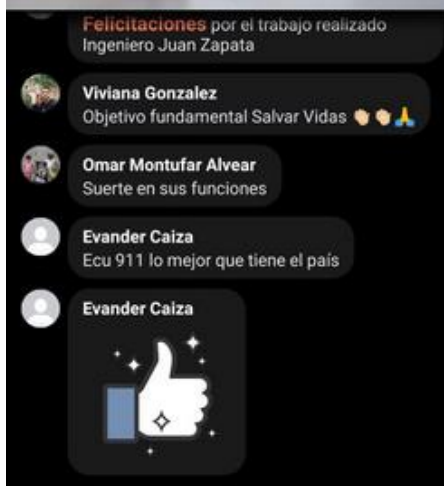 Felicitaciones por el trabajo realizado
Ingeniero Juan Zapata
Viviana Gonzalez
Objetivo fundamental Salvar Vidas 👏🏻👏🏻🙏
Omar Montufar Alvear
Suerte en sus funciones
Evander Caiza
Ecu 911 lo mejor que tiene el país
Evander Caiza